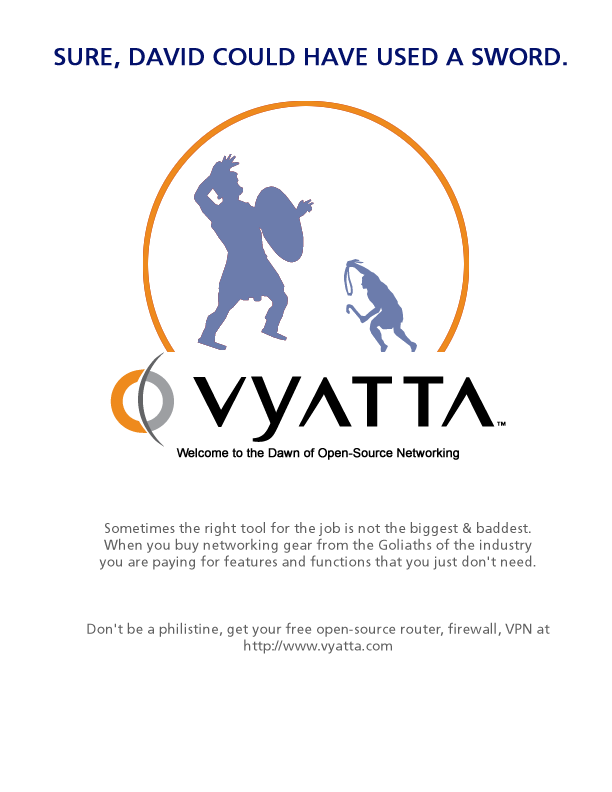 SURE, DAVID COULD HAVE USED A SWORD.
VYATTA™
Welcome to the Dawn of Open-Source Networking
Sometimes the right tool for the job is not the biggest & baddest.
When you buy networking gear from the Goliaths of the industry
you are paying for features and functions that you just don't need.
Don't be a philistine, get your free open-source router, firewall, VPN at
http://www.vyatta.com